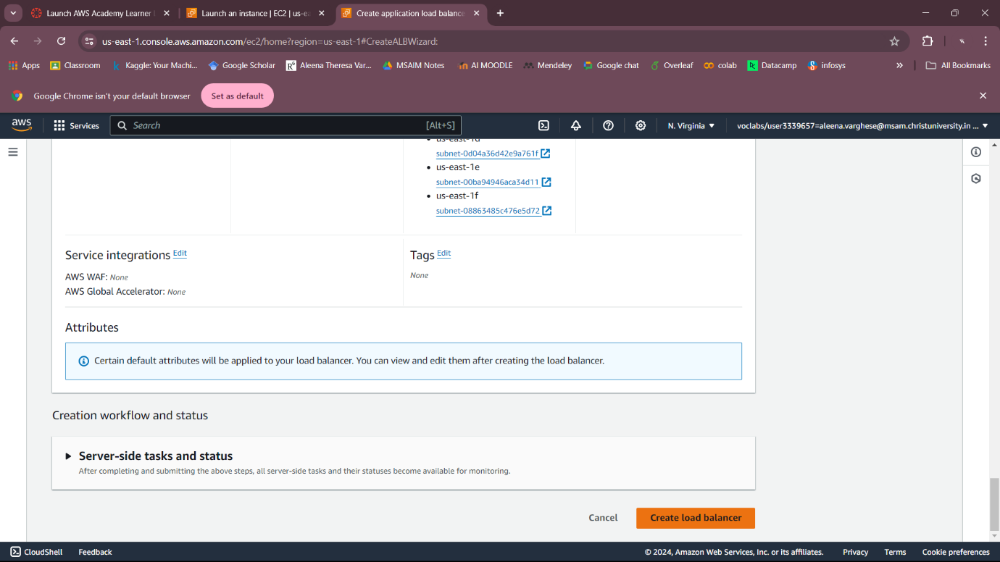 Launch AWS Academy Learner
Launch an instance | EC2 | us-ea
Create application load balance
us-east-1.console.aws.amazon.com/ec2/home?region=us-east-1#CreateALBWizard:
Apps
Classroom
Kaggle: Your Machi...
Google Scholar
Aleena Theresa Var...
MSAIM Notes
AI MOODLE
Mendeley
Google chat
Overleaf
colab
Datacamp
infosys
All Bookmarks
Google Chrome isn't your default browser
Set as default
aws
Services
Search
[Alt+S]
N. Virginia
voclabs/user3339657=aleena.varghese@msam.christuniversity.in ...
us-east-1d
subnet-0d04a36d42e9a761f
us-east-1e
subnet-00ba94946aca34d11
us-east-1f
subnet-08863485c476e5d72
Service integrations Edit
AWS WAF: None
AWS Global Accelerator: None
Tags Edit
None
Attributes
Certain default attributes will be applied to your load balancer. You can view and edit them after creating the load balancer.
Creation workflow and status
Server-side tasks and status
After completing and submitting the above steps, all server-side tasks and their statuses become available for monitoring.
Cancel
Create load balancer
CloudShell
Feedback
© 2024, Amazon Web Services, Inc. or its affiliates.
Privacy
Terms
Cookie preferences